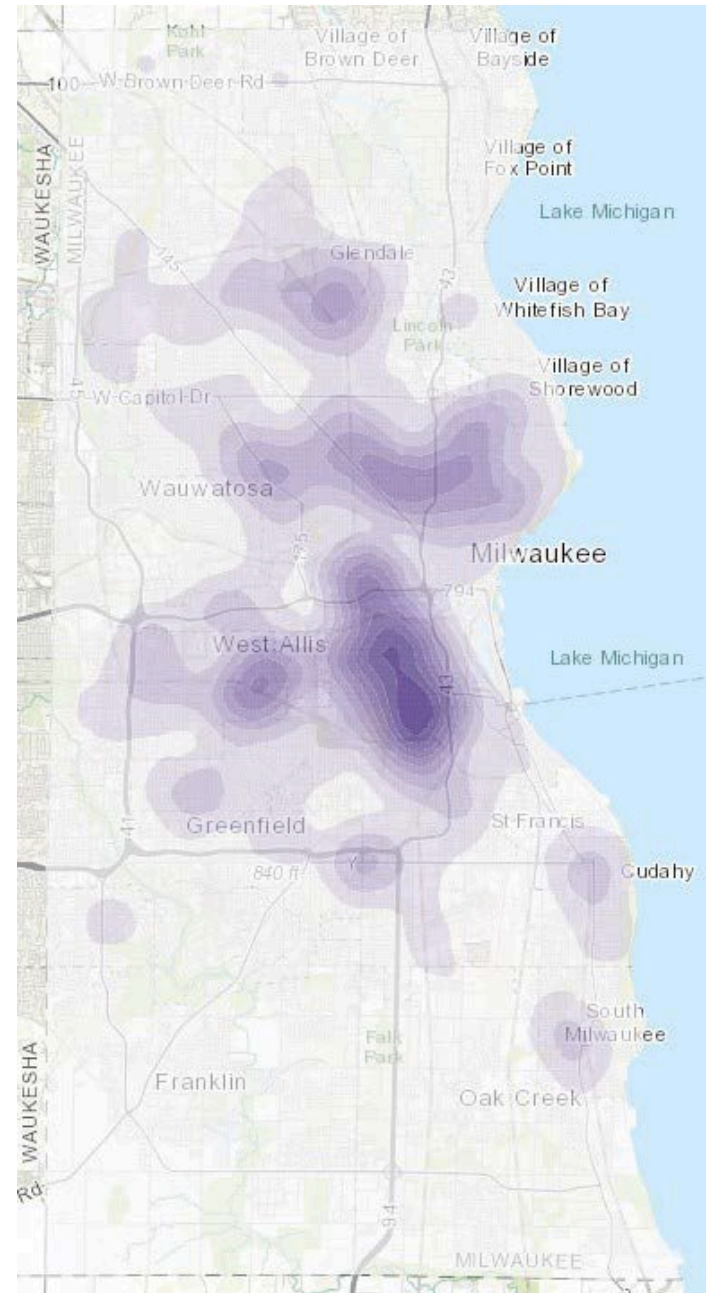 Kohl
Park
Village of
Brown Deer
Village of
Bayside
100
W Brown Deer Rd
WAUKESHA
MILWAUKEE
Village of
Fox Point
Lake Michigan
145
Glendale
43
Village of
Whitefish Bay
Lincoln
Park
Village of
Shorewood
45
W Capitol Dr
Wauwatosa
175
Milwaukee
794
West Allis
Lake Michigan
43
41
Greenfield
St Francis
840 ft
Cudahy
South
Milwaukee
Falk
Park
WAUKESHA
Franklin
Oak Creek
Rd
94
MILWAUKEE